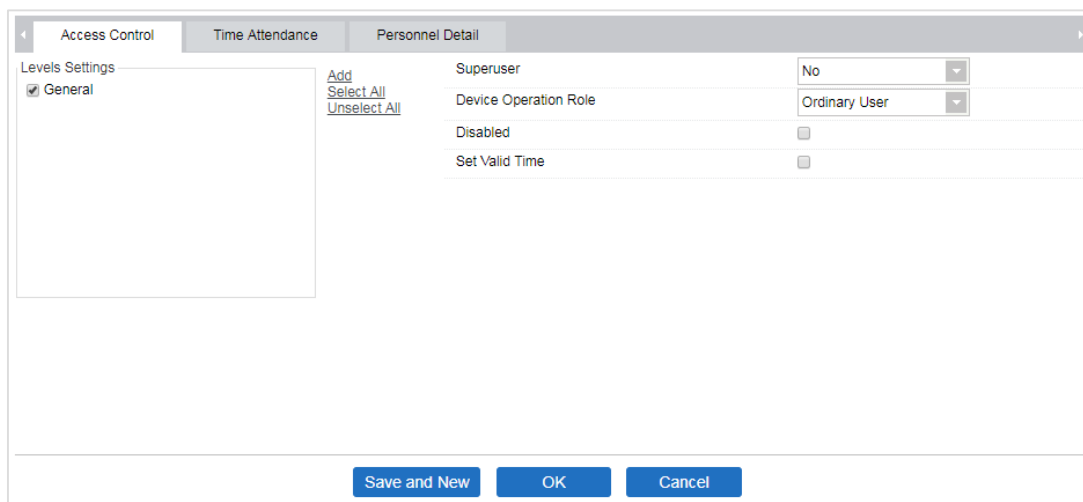 Access Control
Time Attendance
Personnel Detail
Levels Settings
General
Add
Select All
Unselect All
Superuser
No
Device Operation Role
Ordinary User
Disabled
Set Valid Time
Save and New
OK
Cancel